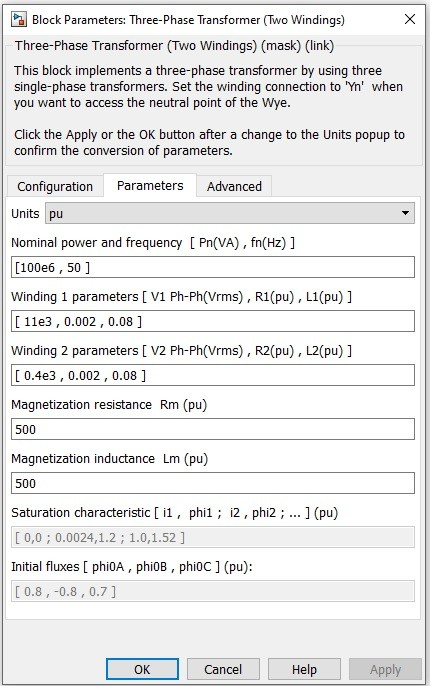 Block Parameters: Three-Phase Transformer (Two Windings)
Three-Phase Transformer (Two Windings) (mask) (link)
This block implements a three-phase transformer by using three
single-phase transformers. Set the winding connection to 'Yn' when
you want to access the neutral point of the Wye.
Click the Apply or the OK button after a change to the Units popup to
confirm the conversion of parameters.
Configuration Parameters Advanced
Units pu
Nominal power and frequency [ Pn(VA) , fn(Hz) ]
[100e6 , 50 ]
Winding 1 parameters [ V1 Ph-Ph(Vrms) , R1(pu) , L1(pu) ]
[ 11e3 , 0.002 , 0.08 ]
Winding 2 parameters [ V2 Ph-Ph(Vrms) , R2(pu) , L2(pu) ]
[ 0.4e3 , 0.002 , 0.08 ]
Magnetization resistance Rm (pu)
500
Magnetization inductance Lm (pu)
500
Saturation characteristic [ i1 , phi1 ; i2 , phi2 ; ... ] (pu)
[ 0,0 ; 0.0024,1.2 ; 1.0,1.52 ]
Initial fluxes [ phi0A , phi0B , phi0C ] (pu):
[ 0.8 , -0.8 , 0.7 ]
OK Cancel Help Apply